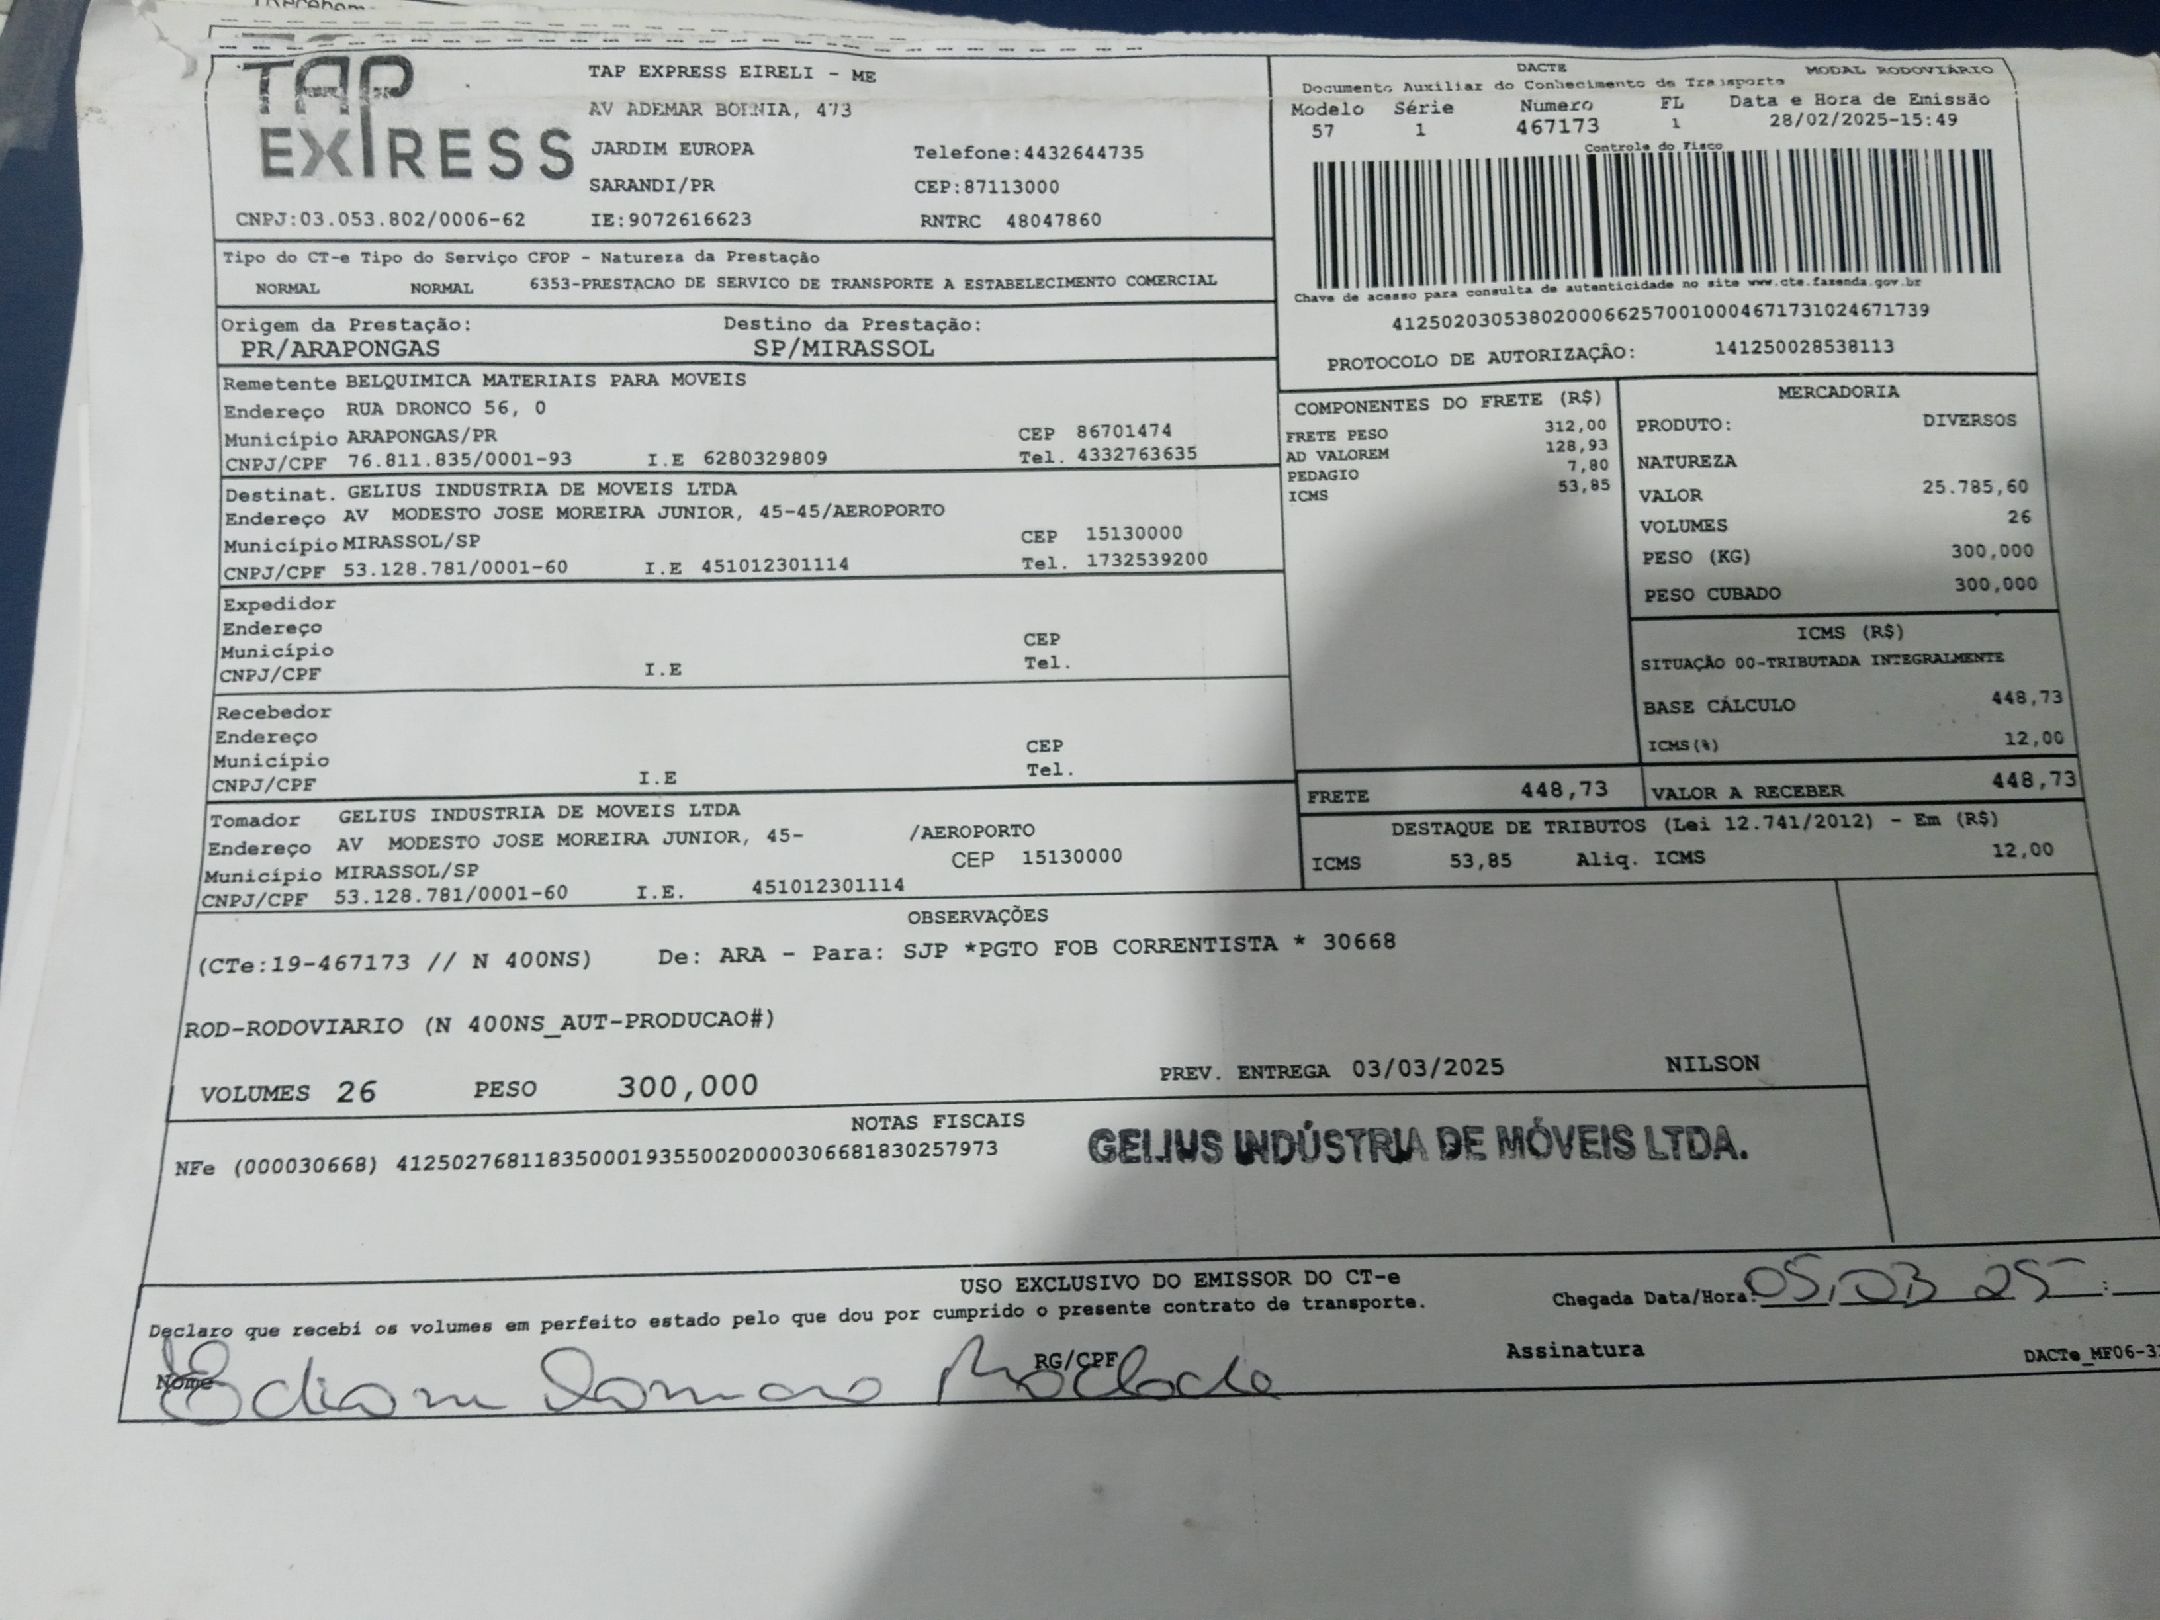 TAP
EXPRESS
TAP EXPRESS EIRELI - ME
AV ADEMAR BORNIA, 473
JARDIM EUROPA
Telefone:4432644735
SARANDI/PR
CEP:87113000
CNPJ:03.053.802/0006-62
IE:9072616623
RNTRC 48047860
DACTE
MODAL RODOVIÁRIO
Documento Auxiliar do Conhecimento de Transporte
Modelo Série Numero FL Data e Hora de Emissão
57 1 467173 1 28/02/2025-15:49
Controle do Fisco
Chave de acesso para consulta de autenticidade no site www.cte.fazenda.gov.br
41250203053802000662570010004671731024671739
PROTOCOLO DE AUTORIZAÇÃO: 141250028538113
Tipo do CT-e Tipo do Serviço CFOP - Natureza da Prestação
NORMAL NORMAL 6353-PRESTACAO DE SERVICO DE TRANSPORTE A ESTABELECIMENTO COMERCIAL
Origem da Prestação: Destino da Prestação:
PR/ARAPONGAS SP/MIRASSOL
Remetente BELQUIMICA MATERIAIS PARA MOVEIS
Endereço RUA DRONCO 56, 0
Município ARAPONGAS/PR CEP 86701474
CNPJ/CPF 76.811.835/0001-93 I.E 6280329809 Tel. 4332763635
Destinat. GELIUS INDUSTRIA DE MOVEIS LTDA
Endereço AV MODESTO JOSE MOREIRA JUNIOR, 45-45/AEROPORTO
Município MIRASSOL/SP CEP 15130000
CNPJ/CPF 53.128.781/0001-60 I.E 451012301114 Tel. 1732539200
Expedidor
Endereço
Município CEP
CNPJ/CPF I.E Tel.
Recebedor
Endereço
Município CEP
CNPJ/CPF I.E Tel.
Tomador GELIUS INDUSTRIA DE MOVEIS LTDA
Endereço AV MODESTO JOSE MOREIRA JUNIOR, 45- /AEROPORTO
Município MIRASSOL/SP CEP 15130000
CNPJ/CPF 53.128.781/0001-60 I.E. 451012301114
COMPONENTES DO FRETE (R$)
FRETE PESO 312,00
AD VALOREM 128,93
PEDAGIO 7,80
ICMS 53,85
MERCADORIA
PRODUTO: DIVERSOS
NATUREZA
VALOR 25.785,60
VOLUMES 26
PESO (KG) 300,000
PESO CUBADO 300,000
ICMS (R$)
SITUAÇÃO 00-TRIBUTADA INTEGRALMENTE
BASE CÁLCULO 448,73
ICMS(%) 12,00
FRETE 448,73 VALOR A RECEBER 448,73
DESTAQUE DE TRIBUTOS (Lei 12.741/2012) - Em (R$)
ICMS 53,85 Aliq. ICMS 12,00
OBSERVAÇÕES
(CTe:19-467173 // N 400NS) De: ARA - Para: SJP *PGTO FOB CORRENTISTA * 30668
ROD-RODOVIARIO (N 400NS_AUT-PRODUCAO#)
VOLUMES 26 PESO 300,000 PREV. ENTREGA 03/03/2025 NILSON
NOTAS FISCAIS
NFe (000030668) 41250276811835000193550020000306681830257973
GELIUS INDÚSTRIA DE MÓVEIS LTDA.
USO EXCLUSIVO DO EMISSOR DO CT-e
Declaro que recebi os volumes em perfeito estado pelo que dou por cumprido o presente contrato de transporte.
Chegada Data/Hora: 05.03 25 :
Nome RG/CPF Assinatura